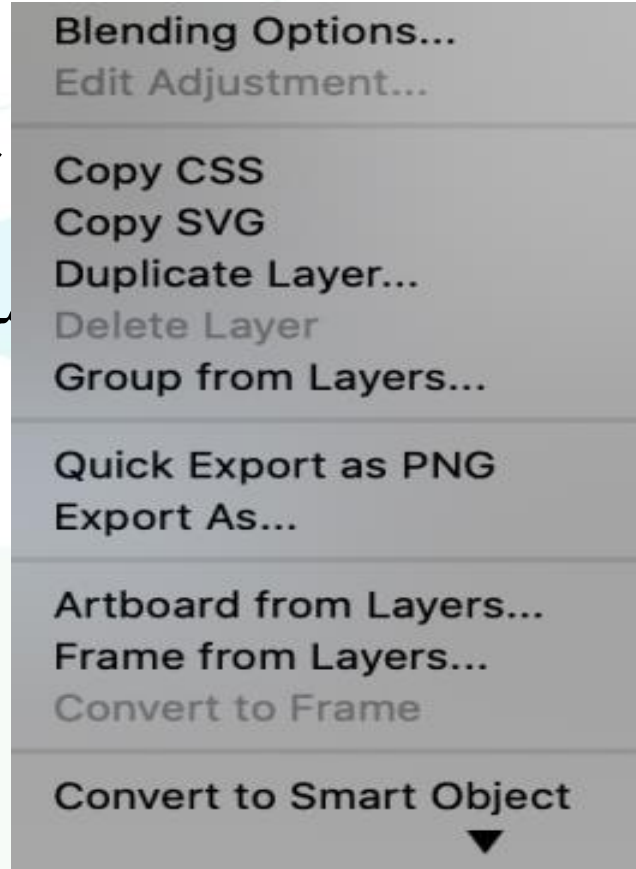 Blending Options...
Edit Adjustment...
Copy CSS
Copy SVG
Duplicate Layer...
Delete Layer
Group from Layers...
Quick Export as PNG
Export As...
Artboard from Layers...
Frame from Layers...
Convert to Frame
Convert to Smart Object